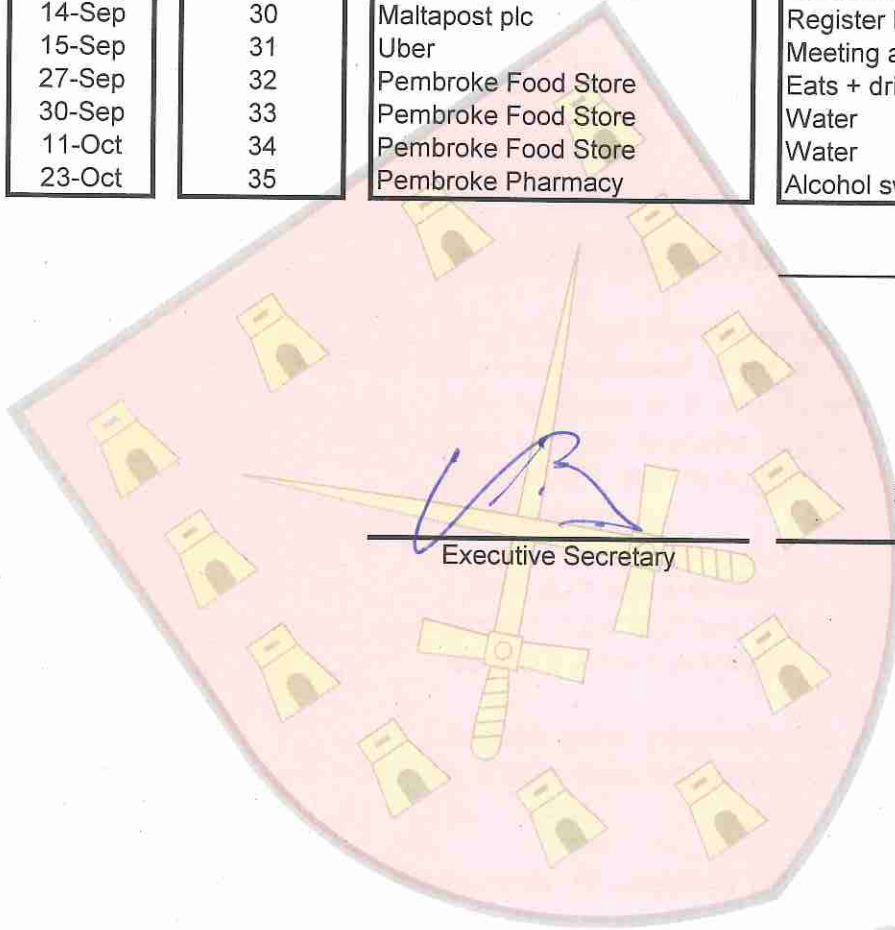 14-Sep 30 Maltapost plc Register
15-Sep 31 Uber Meeting
27-Sep 32 Pembroke Food Store Eats +
30-Sep 33 Pembroke Food Store Water
11-Oct 34 Pembroke Food Store Water
23-Oct 35 Pembroke Pharmacy Alcohol
Executive Secretary